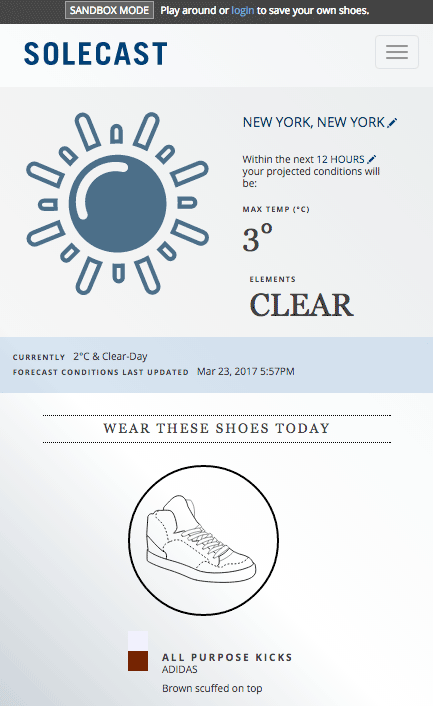 SANDBOX MODE Play around or login to save your own shoes.
SOLECAST
NEW YORK, NEW YORK
Within the next 12 HOURS
your projected conditions will
be:
MAX TEMP (°C)
3°
ELEMENTS
CLEAR
CURRENTLY 2°C & Clear-Day
FORECAST CONDITIONS LAST UPDATED Mar 23, 2017 5:57PM
WEAR THESE SHOES TODAY
ALL PURPOSE KICKS
ADIDAS
Brown scuffed on top